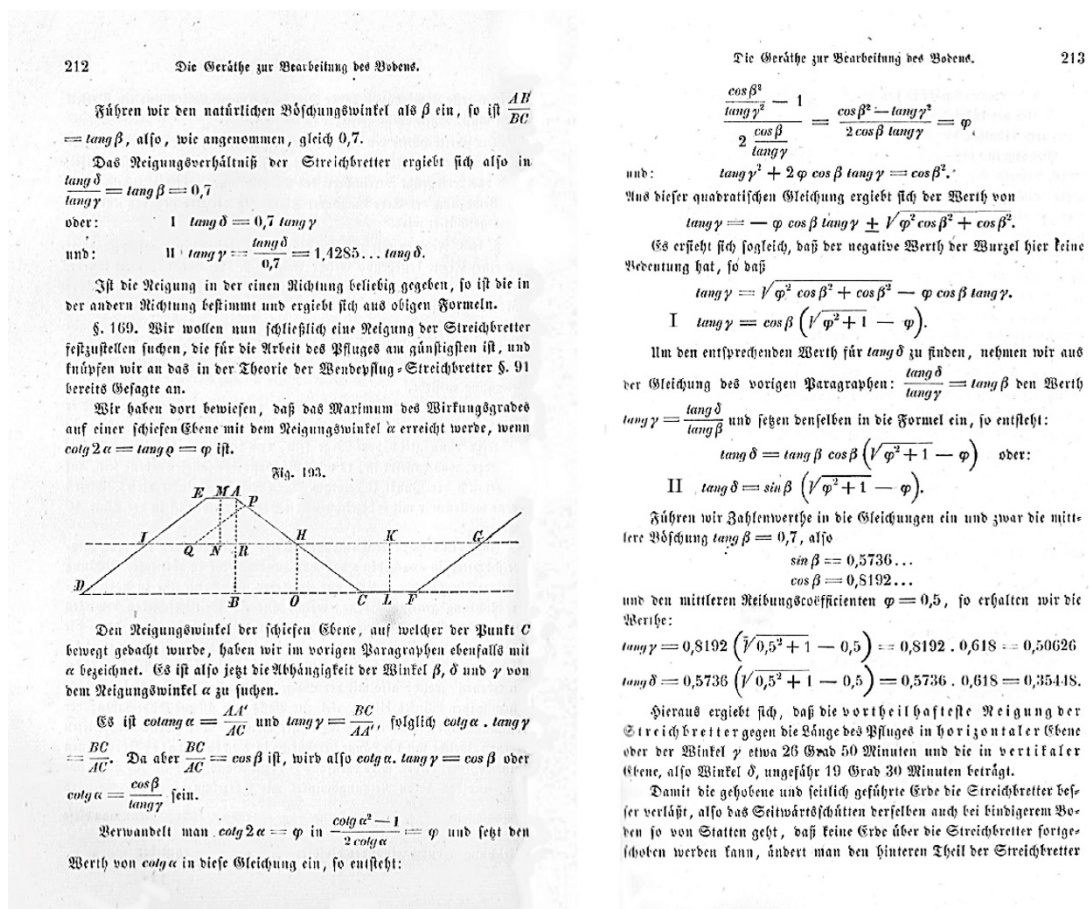 212 Die Geräthe zur Bearbeitung des Bodens.
Führen wir den natürlichen Böschungswinkel als β ein, so ist AB/BC
= tang β, also, wie angenommen, gleich 0,7.
Das Neigungsverhältniß der Streichbretter ergiebt sich also in
tang δ / tang γ = tang β = 0,7
oder: I tang δ = 0,7 tang γ
und: II tang γ = tang δ / 0,7 = 1,4285... tang δ.
Ist die Neigung in der einen Richtung beliebig gegeben, so ist die in
der andern Richtung bestimmt und ergiebt sich aus obigen Formeln.
§. 169. Wir wollen nun schließlich eine Neigung der Streichbretter
festzustellen suchen, die für die Arbeit des Pfluges am günstigsten ist, und
knüpfen wir an das in der Theorie der Wendepflug-Streichbretter §. 91
bereits Gesagte an.
Wir haben dort bewiesen, daß das Maximum des Wirkungsgrades
auf einer schiefen Ebene mit dem Neigungswinkel α erreicht werde, wenn
cotg 2 α = tang ϱ = φ ist.
Fig. 193.
E M A P
I Q N R H K G
D B O C L F
Den Neigungswinkel der schiefen Ebene, auf welcher der Punkt C
bewegt gedacht wurde, haben wir im vorigen Paragraphen ebenfalls mit
α bezeichnet. Es ist also jetzt die Abhängigkeit der Winkel β, δ und γ von
dem Neigungswinkel α zu suchen.
Es ist cotang α = AA'/AC und tang γ = BC/AA', folglich cotg α . tang γ
= BC/AC. Da aber BC/AC = cos β ist, wird also cotg α. tang γ = cos β oder
cotg α = cos β / tang γ sein.
Verwandelt man cotg 2 α = φ in cotg α² — 1 / 2 cotg α = φ und setzt den
Werth von cotg α in diese Gleichung ein, so entsteht:
Die Geräthe zur Bearbeitung des Bodens. 213
(cos β² / tang γ² — 1) / (2 cos β / tang γ) = cos β² — tang γ² / 2 cos β tang γ = φ
und: tang γ² + 2 φ cos β tang γ = cos β².
Aus dieser quadratischen Gleichung ergiebt sich der Werth von
tang γ = — φ cos β tang γ ± √φ² cos β² + cos β².
Es ersieht sich sogleich, daß der negative Werth der Wurzel hier keine
Bedeutung hat, so daß
tang γ = √φ² cos β² + cos β² — φ cos β tang γ.
I tang γ = cos β (√φ² + 1 — φ).
Um den entsprechenden Werth für tang δ zu finden, nehmen wir aus
der Gleichung des vorigen Paragraphen: tang δ / tang γ = tang β den Werth
tang γ = tang δ / tang β und setzen denselben in die Formel ein, so entsteht:
tang δ = tang β cos β (√φ² + 1 — φ) oder:
II tang δ = sin β (√φ² + 1 — φ).
Führen wir Zahlenwerthe in die Gleichungen ein und zwar die mitt-
lere Böschung tang β = 0,7, also
sin β = 0,5736...
cos β = 0,8192...
und den mittleren Reibungscoëfficienten φ = 0,5, so erhalten wir die
Werthe:
tang γ = 0,8192 (√0,5² + 1 — 0,5) = 0,8192 . 0,618 = 0,50626
tang δ = 0,5736 (√0,5² + 1 — 0,5) = 0,5736 . 0,618 = 0,35448.
Hieraus ergiebt sich, daß die vortheilhafteste Neigung der
Streichbretter gegen die Länge des Pfluges in horizontaler Ebene
oder der Winkel γ etwa 26 Grad 50 Minuten und die in vertikaler
Ebene, also Winkel δ, ungefähr 19 Grad 30 Minuten beträgt.
Damit die gehobene und seitlich geführte Erde die Streichbretter bes-
ser verläßt, also das Seitwärtsschütten derselben auch bei bindigerem Bo-
den so von Statten geht, daß keine Erde über die Streichbretter fortge-
schoben werden kann, ändert man den hinteren Theil der Streichbretter